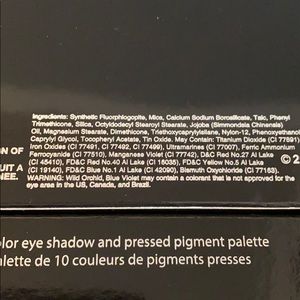 Ingredients: Synthetic Fluorphlogopite, Mica, Calcium Sodium Borosilicate, Talc, Phenyl
Trimethicone, Silica, Octyldodecyl Stearoyl Stearate, Jojoba (Simmondsia Chinensis)
Oil, Magnesium Stearate, Dimethicone, Triethoxycaprylylsilane, Nylon-12, Phenoxyethanol
Caprylyl Glycol, Tocopheryl Acetate, Tin Oxide. May Contain: Titanium Dioxide (CI 77891)
Iron Oxides (CI 77491, CI 77492, CI 77499), Ultramarines (CI 77007), Ferric Ammonium
Ferrocyanide (CI 77510), Manganese Violet (CI 77742), D&C Red No.27 Al Lake
(CI 45410), FD&C Red No.40 Al Lake (CI 16035), FD&C Yellow No.5 Al Lake
(CI 19140), FD&C Blue No.1 Al Lake (CI 42090), Bismuth Oxychloride (CI 77163).
WARNING: Wild Orchid, Blue Violet may contain colorant that is not approved for the
eye area in the US, Canada, and Brazil.
GN OF
RUIT A
NEE.
© 2
olor eye shadow and pressed pigment palette
alette de 10 couleurs de pigments presses